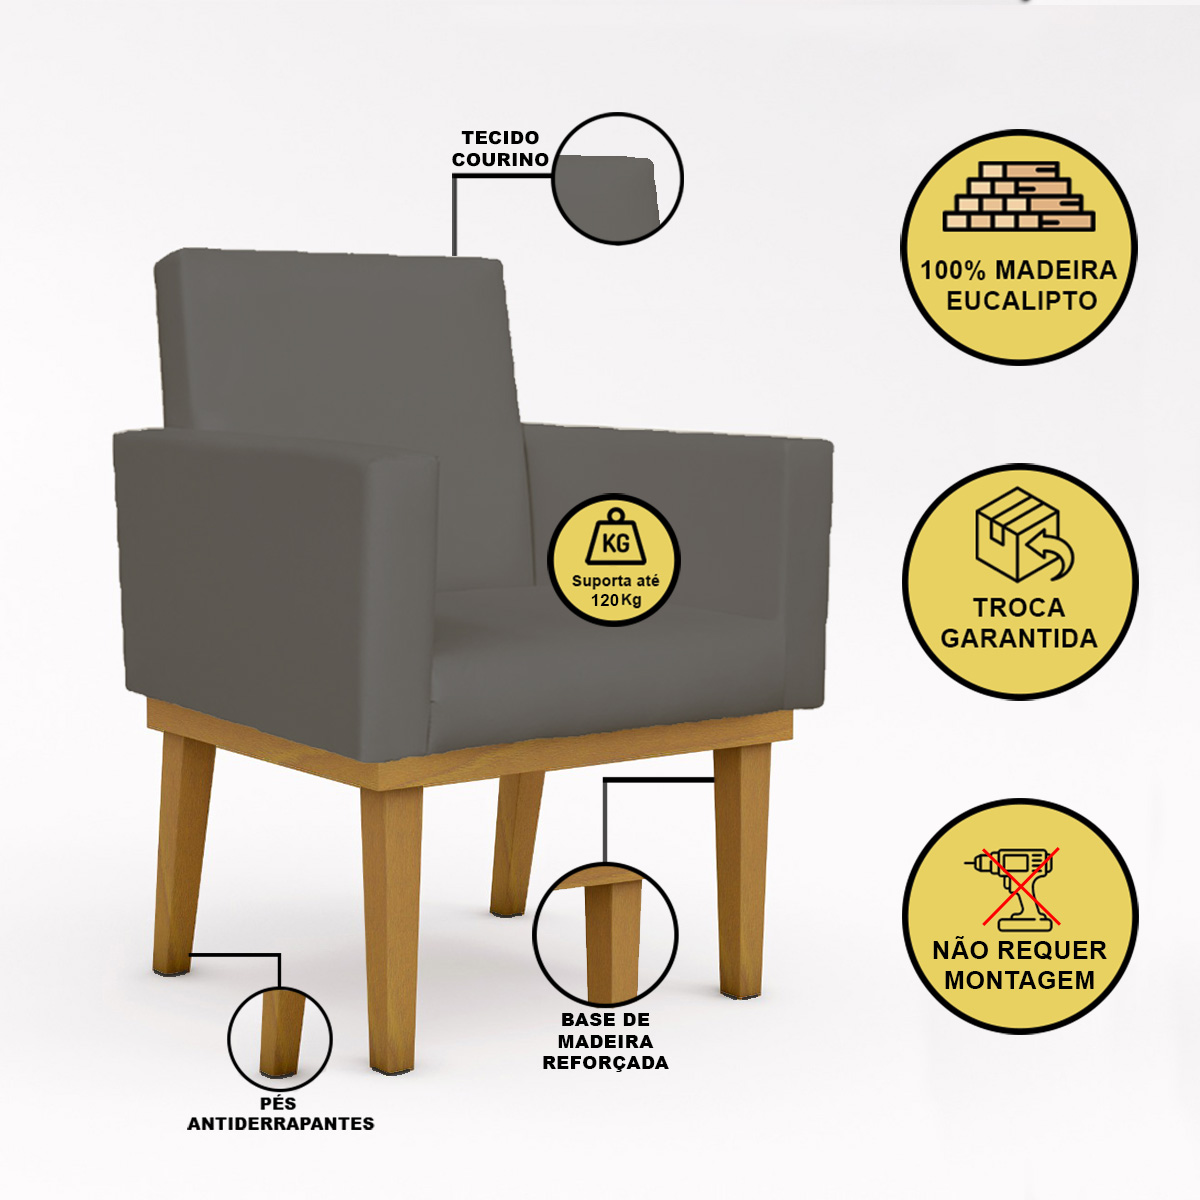 TECIDO
COURINO
100% MADEIRA
EUCALIPTO
KG
Suporta até
120Kg
TROCA
GARANTIDA
NÃO REQUER
MONTAGEM
BASE DE
MADEIRA
REFORÇADA
PÉS
ANTIDERRAPANTES